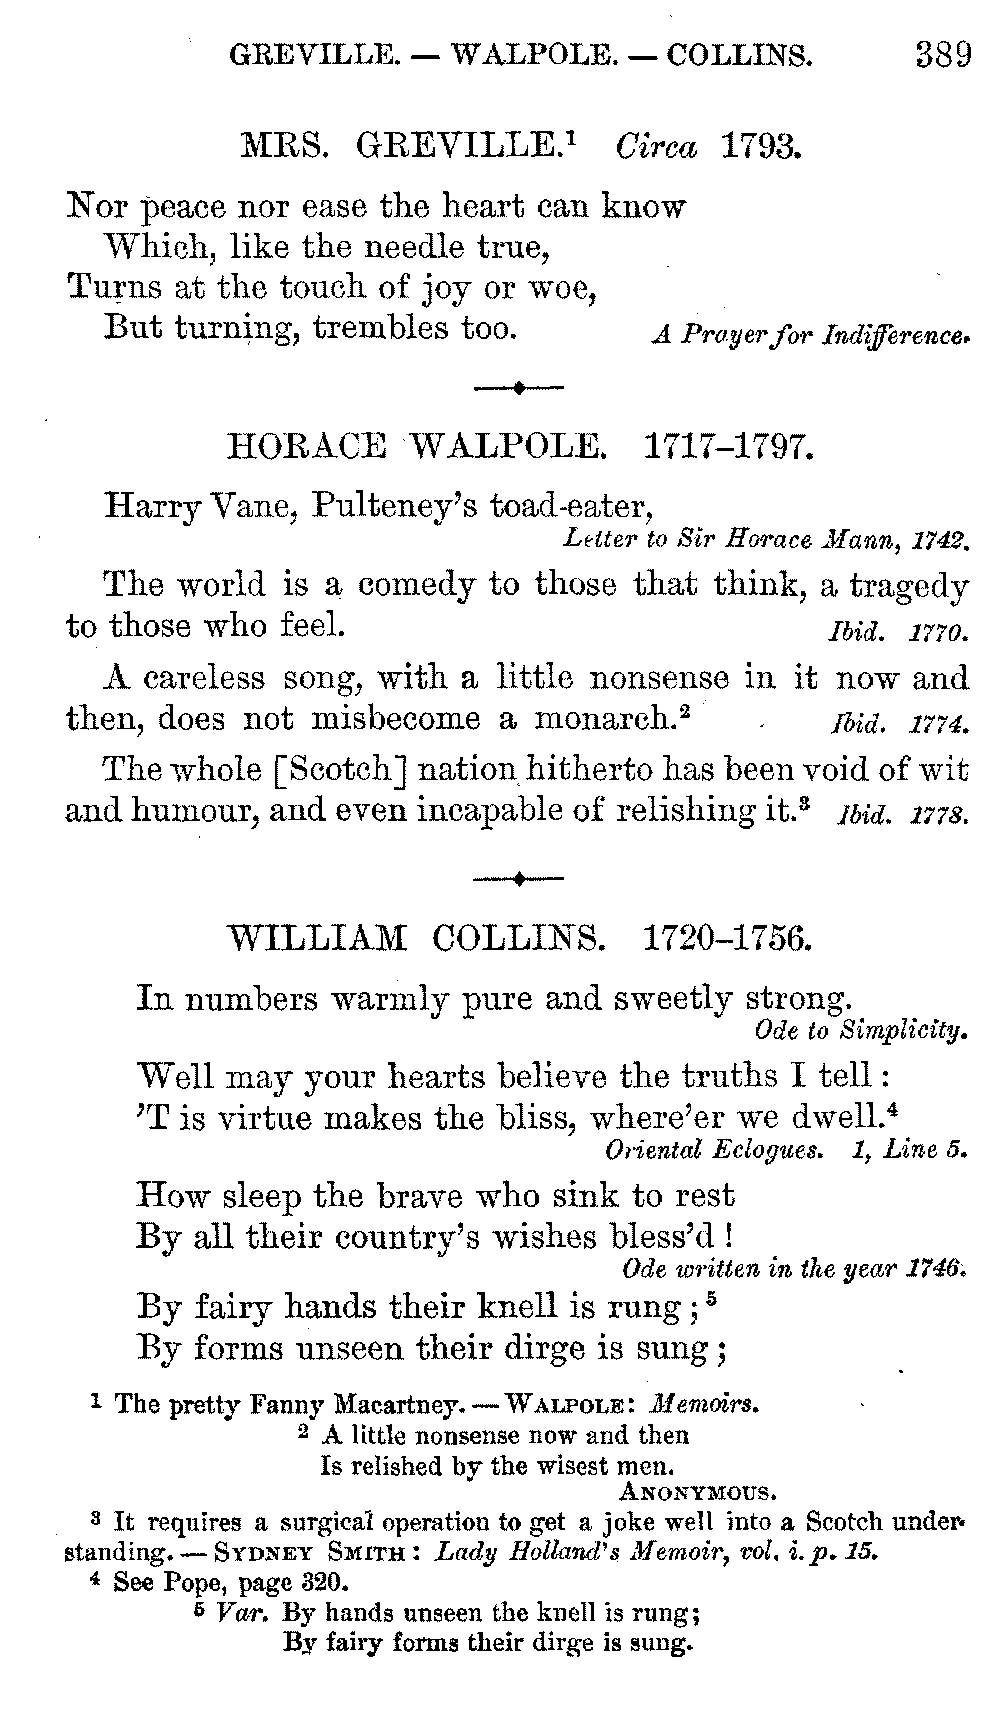 GREVILLE. — WALPOLE. — COLLINS. 389
MRS. GREVILLE.¹ Circa 1793.
Nor peace nor ease the heart can know
Which, like the needle true,
Turns at the touch of joy or woe,
But turning, trembles too. A Prayer for Indifference.
HORACE WALPOLE. 1717–1797.
Harry Vane, Pulteney's toad-eater,
Letter to Sir Horace Mann, 1742.
The world is a comedy to those that think, a tragedy
to those who feel. Ibid. 1770.
A careless song, with a little nonsense in it now and
then, does not misbecome a monarch.² Ibid. 1774.
The whole [Scotch] nation hitherto has been void of wit
and humour, and even incapable of relishing it.³ Ibid. 1778.
WILLIAM COLLINS. 1720–1756.
In numbers warmly pure and sweetly strong.
Ode to Simplicity.
Well may your hearts believe the truths I tell :
'T is virtue makes the bliss, where'er we dwell.⁴
Oriental Eclogues. 1, Line 5.
How sleep the brave who sink to rest
By all their country's wishes bless'd !
Ode written in the year 1746.
By fairy hands their knell is rung ;⁵
By forms unseen their dirge is sung ;
¹ The pretty Fanny Macartney. — WALPOLE: Memoirs.
² A little nonsense now and then
Is relished by the wisest men.
ANONYMOUS.
³ It requires a surgical operation to get a joke well into a Scotch under-
standing. — SYDNEY SMITH : Lady Holland's Memoir, vol. i. p. 15.
⁴ See Pope, page 320.
⁵ Var. By hands unseen the knell is rung;
By fairy forms their dirge is sung.